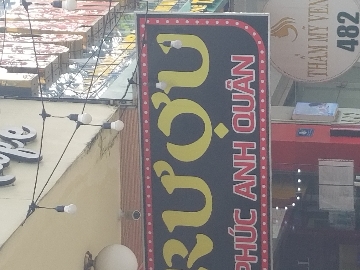 RƯỢU
PHÚC ANH QUÂN
THẨM MỸ VIỆN
482